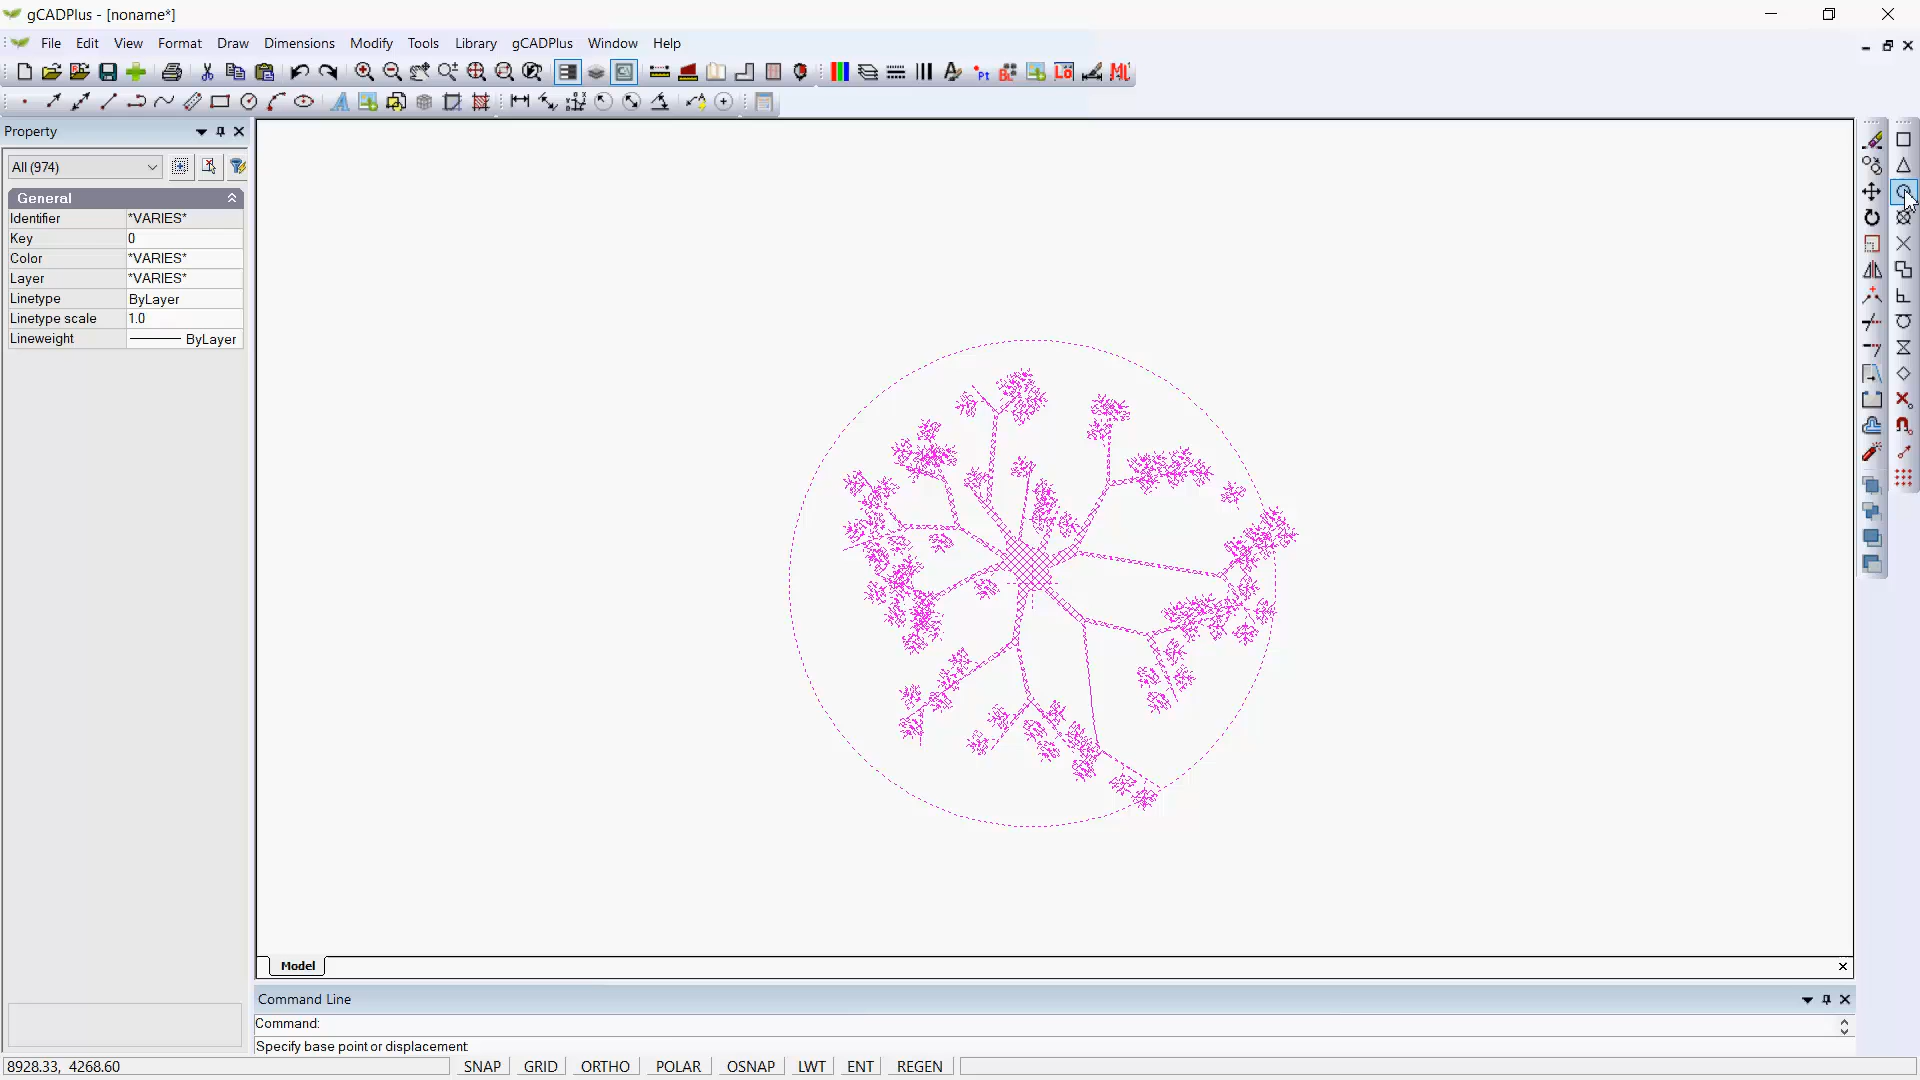 gCADPlus - [noname*]
File Edit View Format Draw Dimensions Modify Tools Library gCADPlus Window Help
Property
All (974)
General
Identifier *VARIES*
Key 0
Color *VARIES*
Layer *VARIES*
Linetype ByLayer
Linetype scale 1.0
Lineweight ByLayer
Model
Command Line
Command:
Specify base point or displacement
8928.33, 4268.60 SNAP GRID ORTHO POLAR OSNAP LWT ENT REGEN